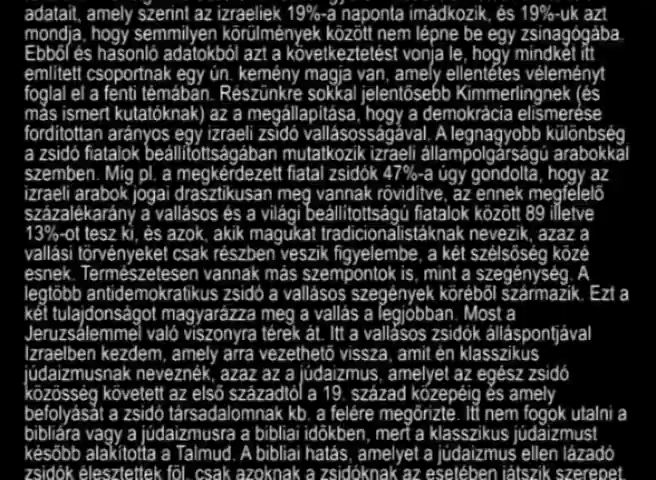 adatait, amely szerint az izraeliek 19%-a naponta imádkozik, és 19%-uk azt
mondja, hogy semmilyen körülmények között nem lépne be egy zsinagógába.
Ebből és hasonló adatokból azt a következtetést vonja le, hogy mindkét itt
említett csoportnak egy ún. kemény magja van, amely ellentétes véleményt
foglal el a fenti témában. Részünkre sokkal jelentősebb Kimmerlingnek (és
más ismert kutatóknak) az a megállapítása, hogy a demokrácia elismerése
fordítottan arányos egy izraeli zsidó vallásosságával. A legnagyobb különbség
a zsidó fiatalok beállítottságában mutatkozik izraeli állampolgárságú arabokkal
szemben. Míg pl. a megkérdezett fiatal zsidók 47%-a úgy gondolta, hogy az
izraeli arabok jogai drasztikusan meg vannak rövidítve, az ennek megfelelő
százalékarány a vallásos és a világi beállítottságú fiatalok között 89 illetve
13%-ot tesz ki, és azok, akik magukat tradicionalistáknak nevezik, azaz a
vallási törvényeket csak részben veszik figyelembe, a két szélsőség közé
esnek. Természetesen vannak más szempontok is, mint a szegénység. A
legtöbb antidemokratikus zsidó a vallásos szegények köréből származik. Ezt a
két tulajdonságot magyarázza meg a vallás a legjobban. Most a
Jeruzsálemmel való viszonyra térek át. Itt a vallásos zsidók álláspontjával
Izraelben kezdem, amely arra vezethető vissza, amit én klasszikus
júdaizmusnak neveznék, azaz az a júdaizmus, amelyet az egész zsidó
közösség követett az első századtól a 19. század közepéig és amely
befolyását a zsidó társadalomnak kb. a felére megőrizte. Itt nem fogok utalni a
bibliára vagy a júdaizmusra a bibliai időkben, mert a klasszikus júdaizmust
később alakította a Talmud. A bibliai hatás, amelyet a júdaizmus ellen lázadó
zsidók élesztettek föl, csak azoknak a zsidóknak az esetében játszik szerepet,